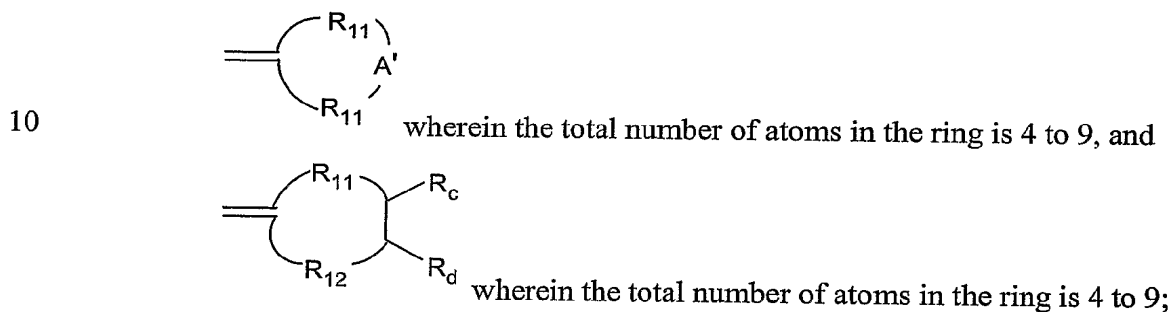 R11
A'
R11
10 wherein the total number of atoms in the ring is 4 to 9, and
R11 Rc
R12 Rd wherein the total number of atoms in the ring is 4 to 9;